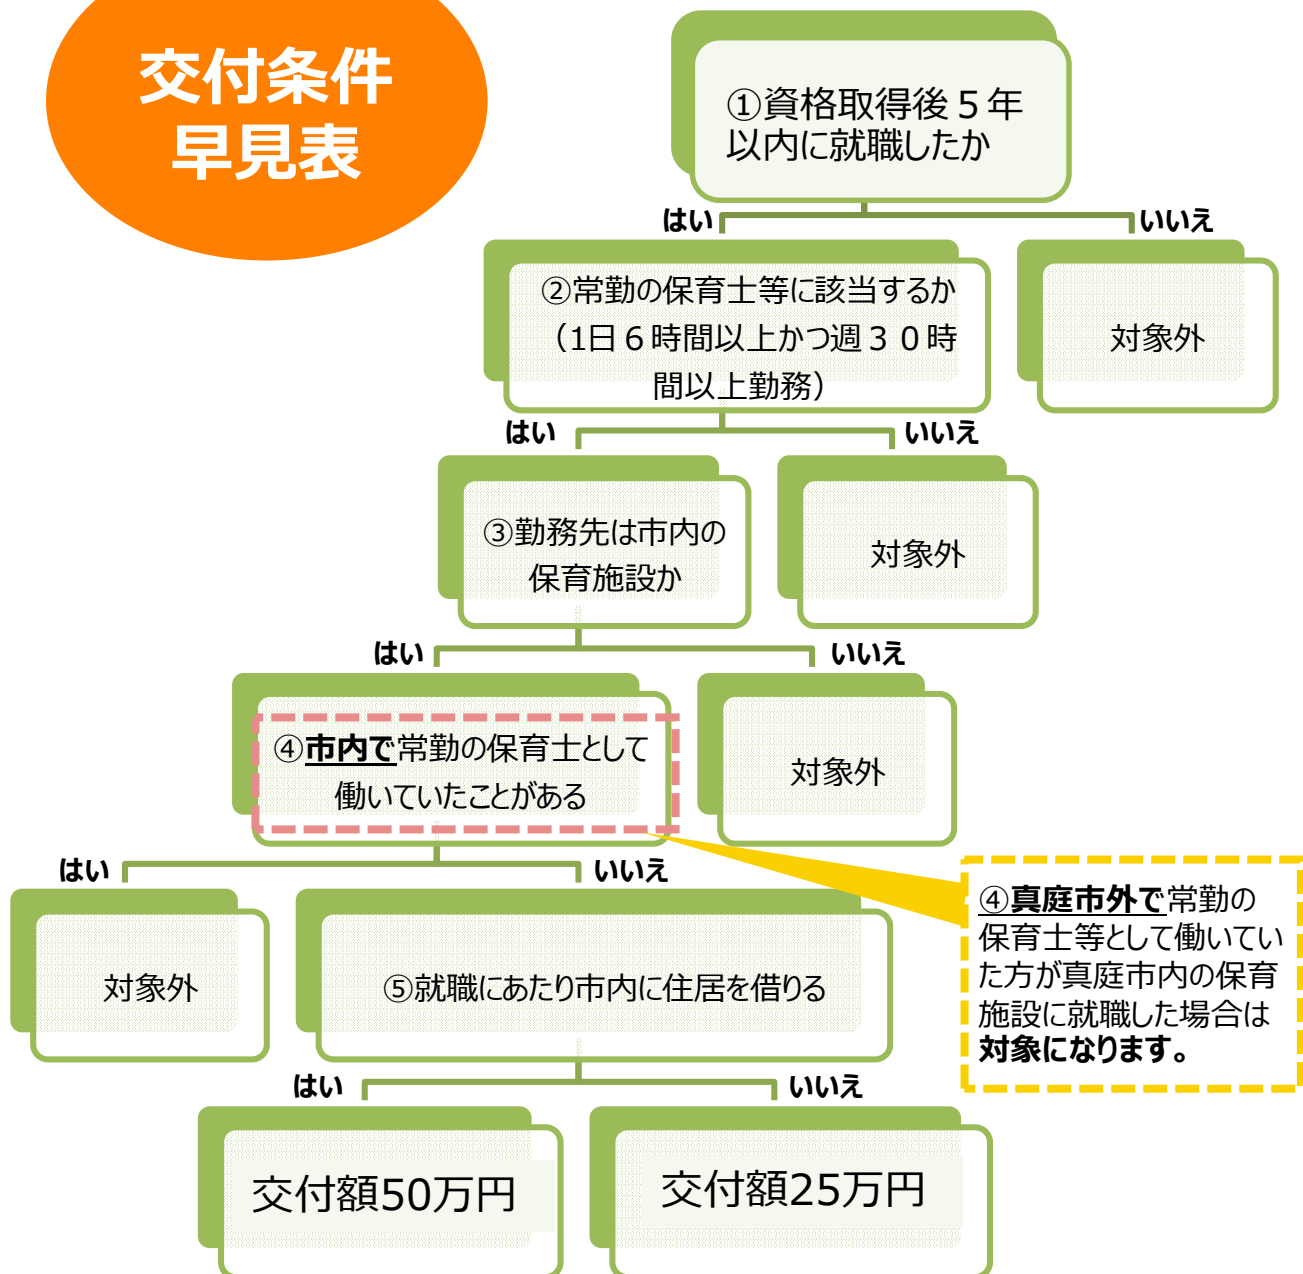 交付条件
早見表
①資格取得後５年
以内に就職したか
はい
いいえ
②常勤の保育士等に該当するか
（1日６時間以上かつ週３０時
間以上勤務）
対象外
はい
いいえ
③勤務先は市内の
保育施設か
対象外
はい
いいえ
④市内で常勤の保育士として
働いていたことがある
対象外
はい
いいえ
④真庭市外で常勤の
保育士等として働いてい
た方が真庭市内の保育
施設に就職した場合は
対象になります。
対象外
⑤就職にあたり市内に住居を借りる
はい
いいえ
交付額50万円
交付額25万円